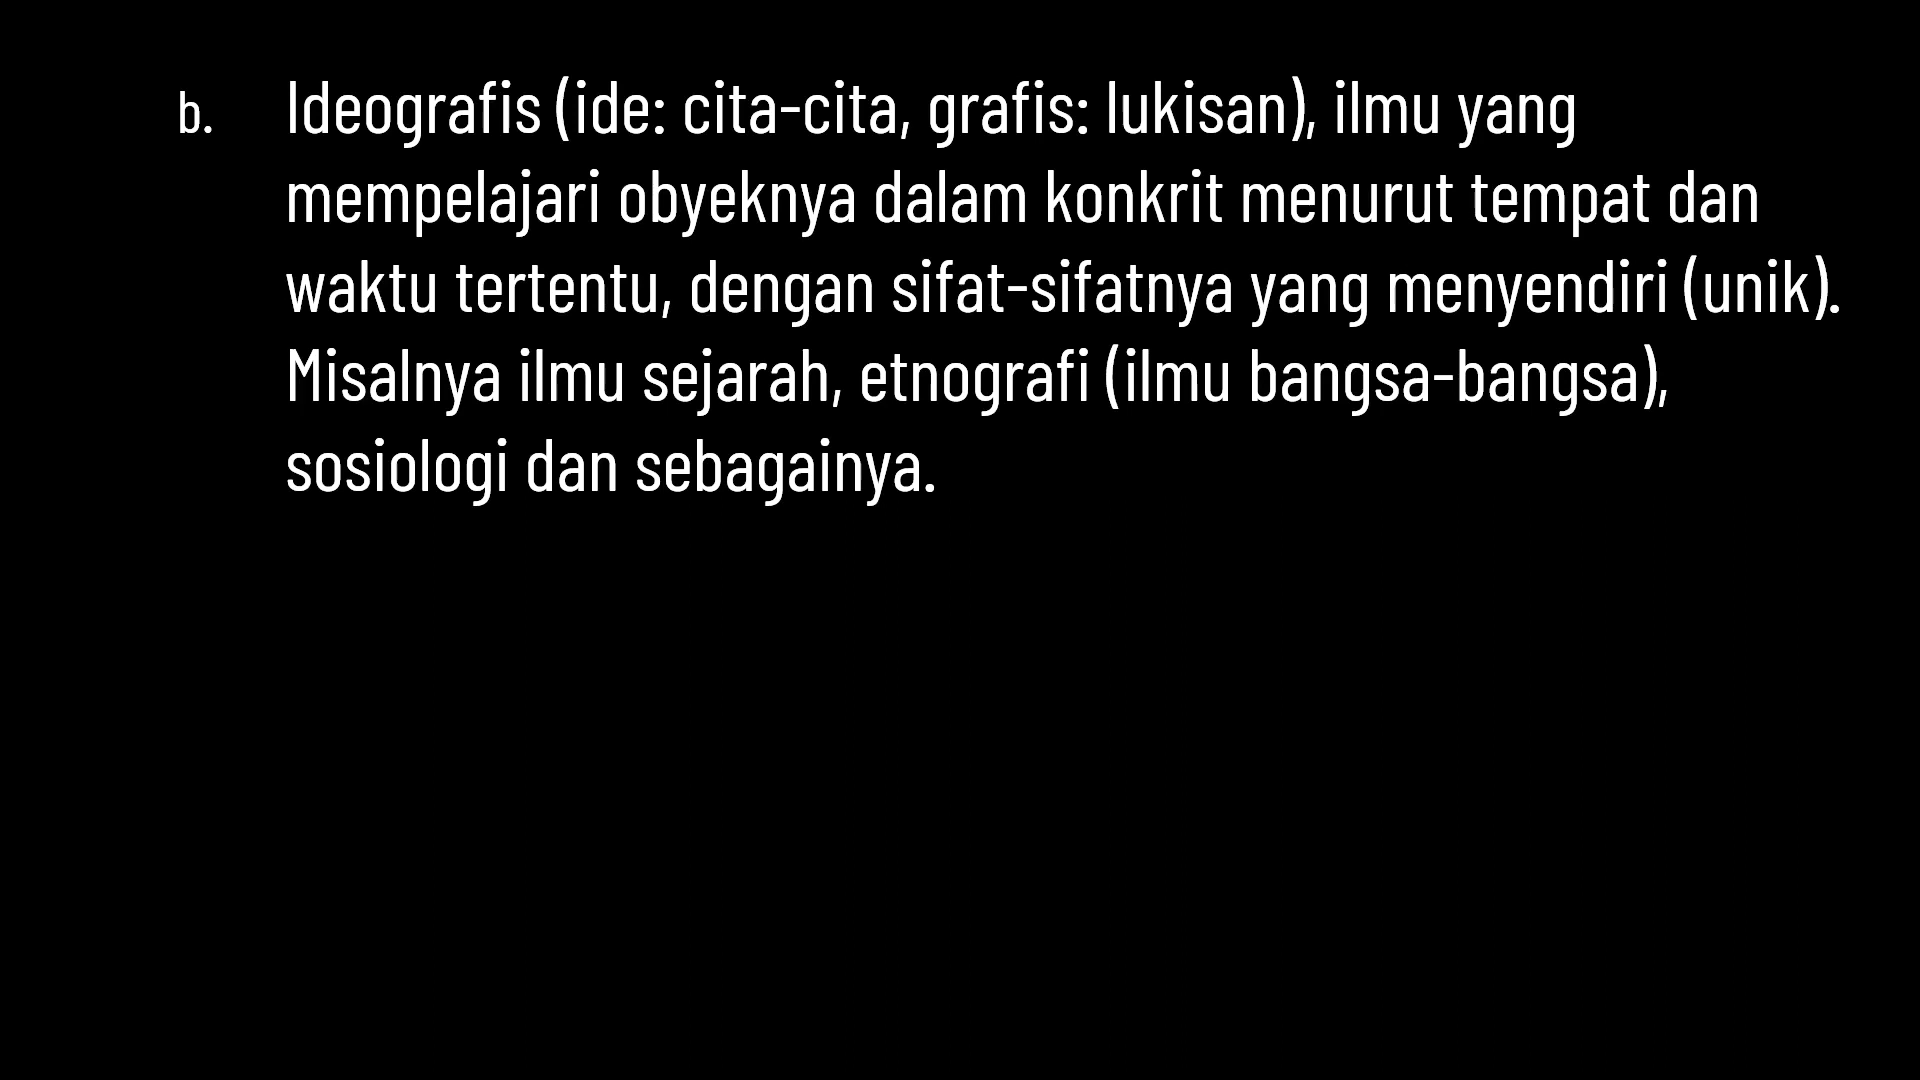 b. Ideografis (ide: cita-cita, grafis: lukisan), ilmu yang
mempelajari obyeknya dalam konkrit menurut tempat dan
waktu tertentu, dengan sifat-sifatnya yang menyendiri (unik).
Misalnya ilmu sejarah, etnografi (ilmu bangsa-bangsa),
sosiologi dan sebagainya.